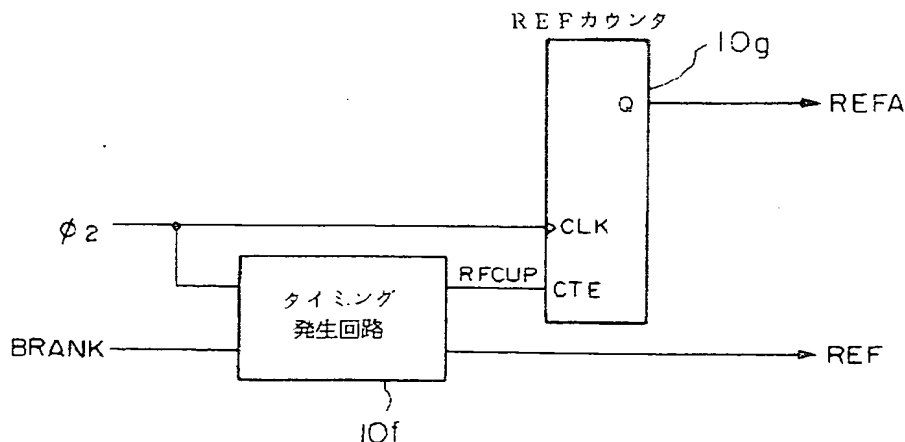 REFカウンタ
10g
Q
REFA
φ2
CLK
RFCUP
CTE
タイミング
発生回路
BRANK
REF
10f